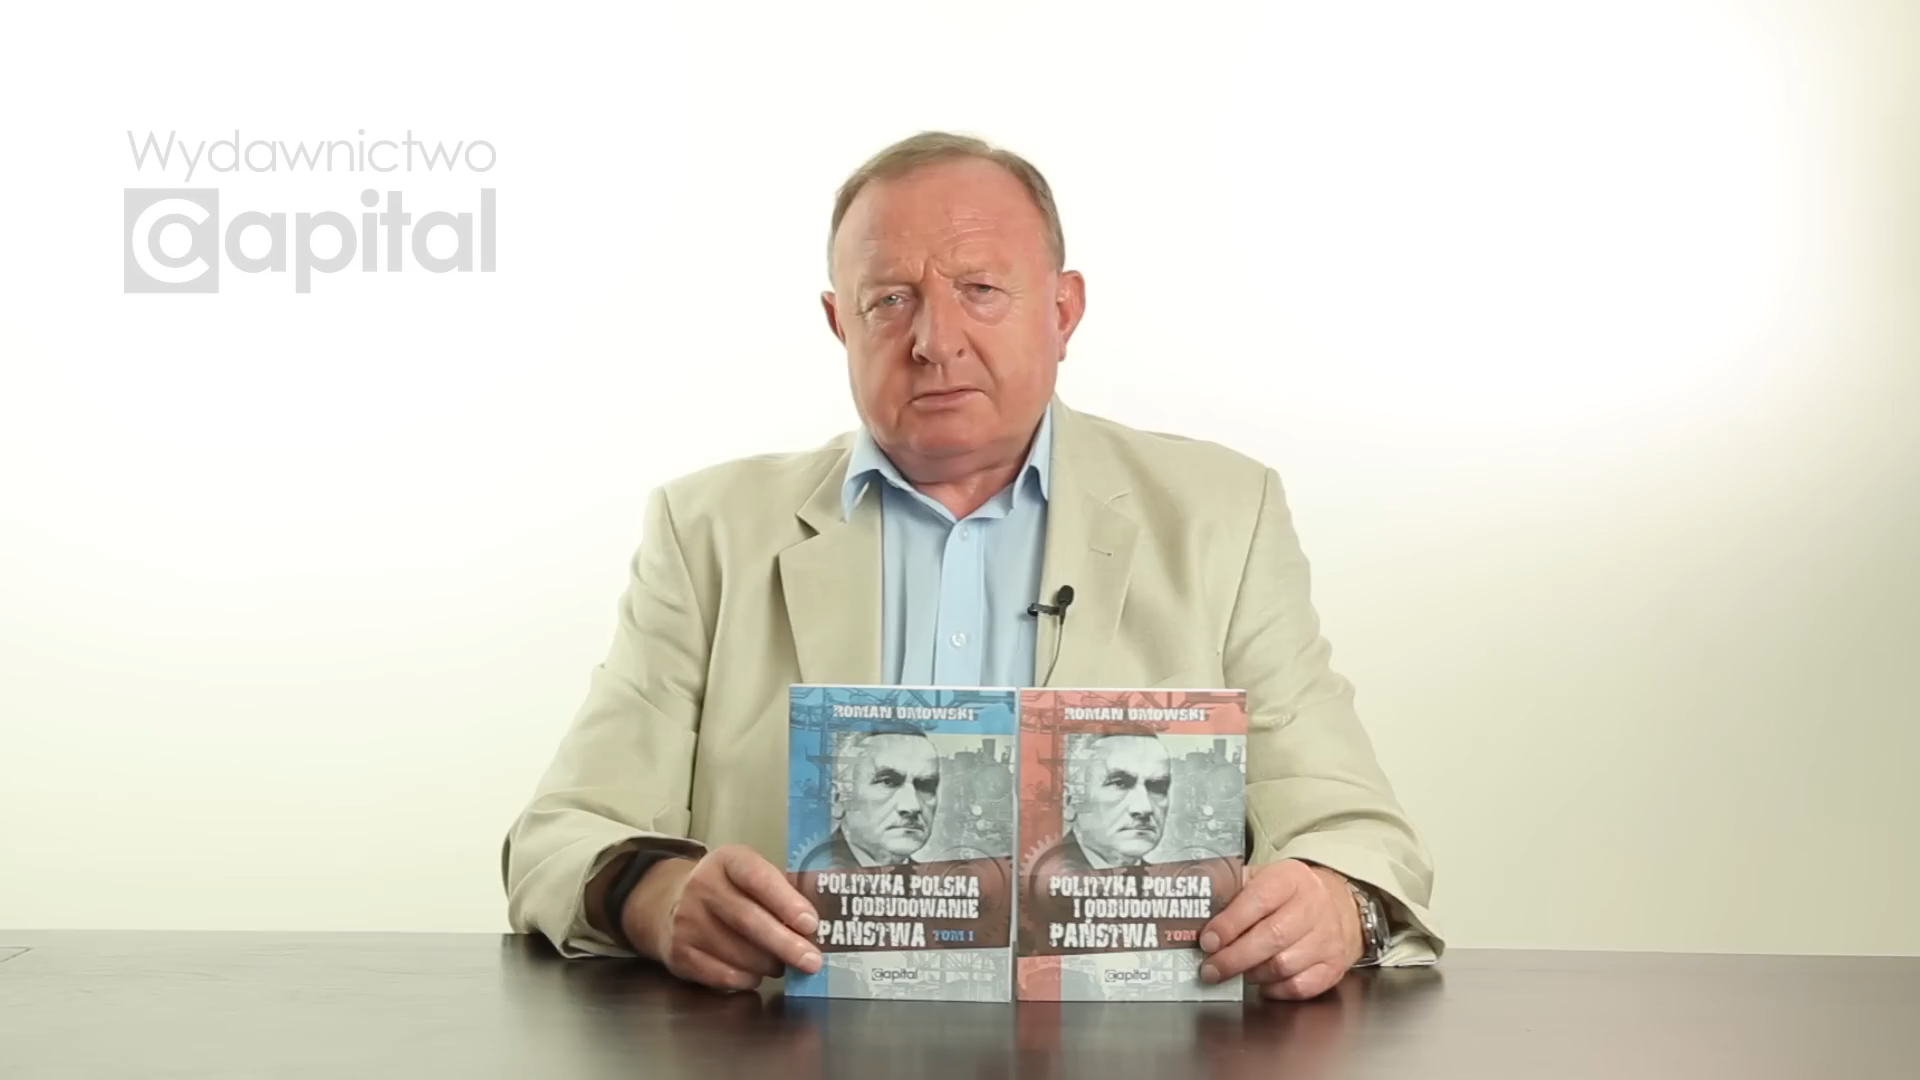 Wydawnictwo
Capital
ROMAN DMOWSKI
POLITYKA POLSKA
I ODBUDOWANIE
PAŃSTWA TOM I
Capital
ROMAN DMOWSKI
POLITYKA POLSKA
I ODBUDOWANIE
PAŃSTWA TOM
Capital